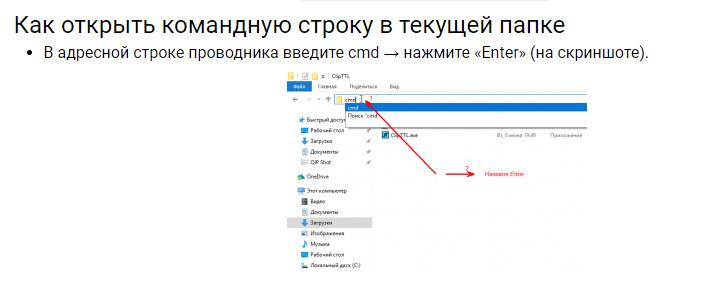 Как открыть командную строку в текущей папке
• В адресной строке проводника введите cmd → нажмите «Enter» (на скриншоте).
ClipTTL
Файл Главная Поделиться Вид
cmd 1
cmd
Поиск "cmd
Быстрый доступ
Рабочий стол
ClipTTL.exe Вт, 6 июня 19:49 Приложение
Загрузки
Документы
QIP Shot
2
Нажмите Enter
OneDrive
Этот компьютер
Видео
Документы
Загрузки
Изображения
Музыка
Рабочий стол
Локальный диск (C:)